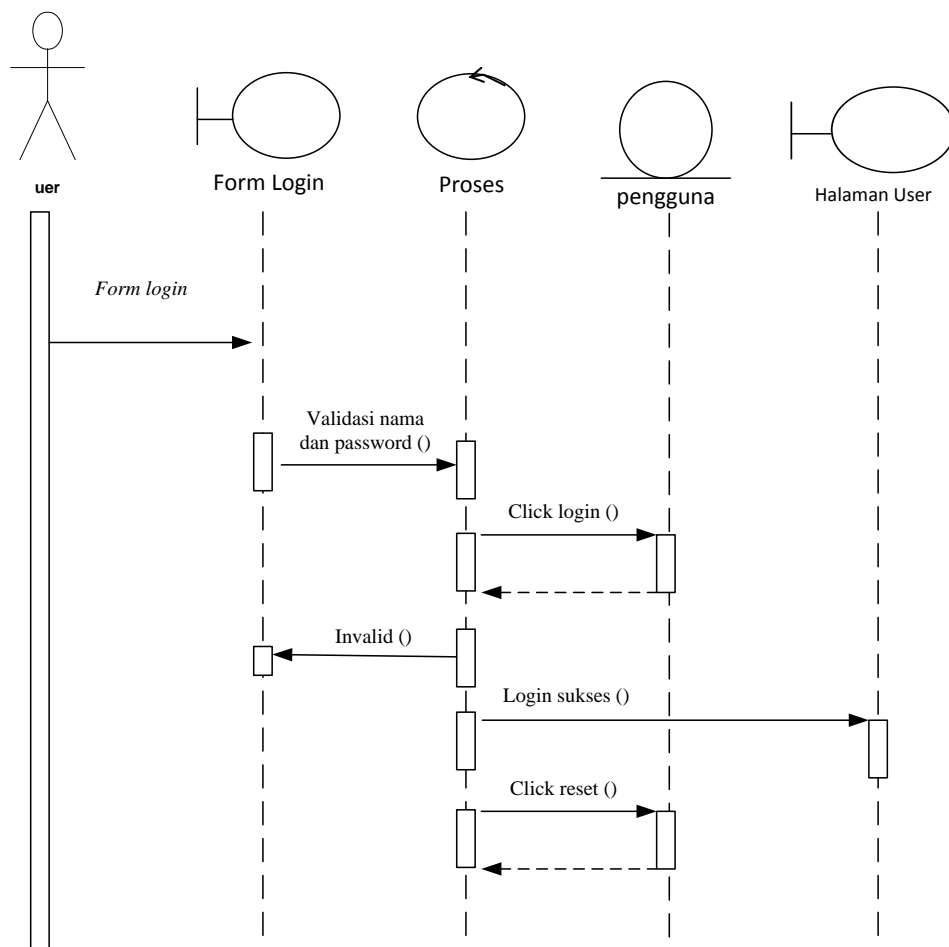 uer
Form Login
Proses
pengguna
Halaman User
Form login
Validasi nama
dan password ()
Click login ()
Invalid ()
Login sukses ()
Click reset ()